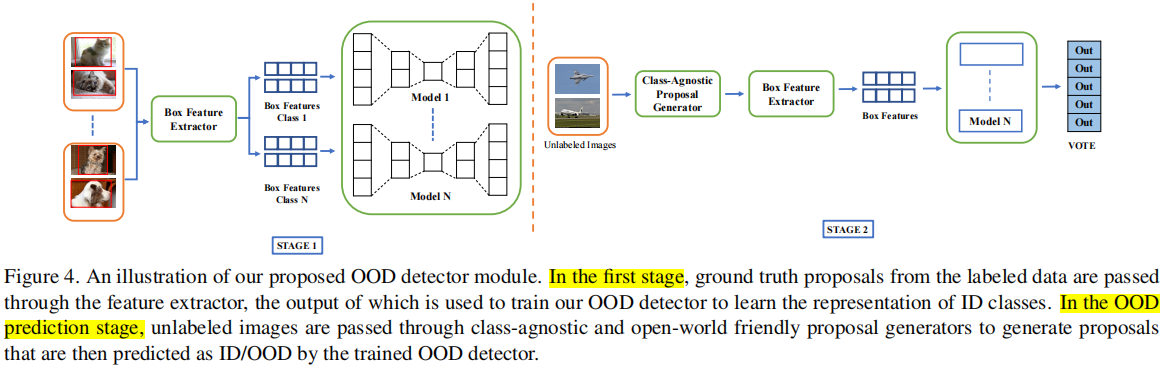 Box Feature
Extractor
Box Features
Class 1
Box Features
Class N
Model 1
Model N
STAGE 1
Unlabeled Images
Class-Agnostic
Proposal
Generator
Box Feature
Extractor
Box Features
Model N
Out
Out
Out
Out
Out
VOTE
STAGE 2
Figure 4. An illustration of our proposed OOD detector module. In the first stage, ground truth proposals from the labeled data are passed
through the feature extractor, the output of which is used to train our OOD detector to learn the representation of ID classes. In the OOD
prediction stage, unlabeled images are passed through class-agnostic and open-world friendly proposal generators to generate proposals
that are then predicted as ID/OOD by the trained OOD detector.